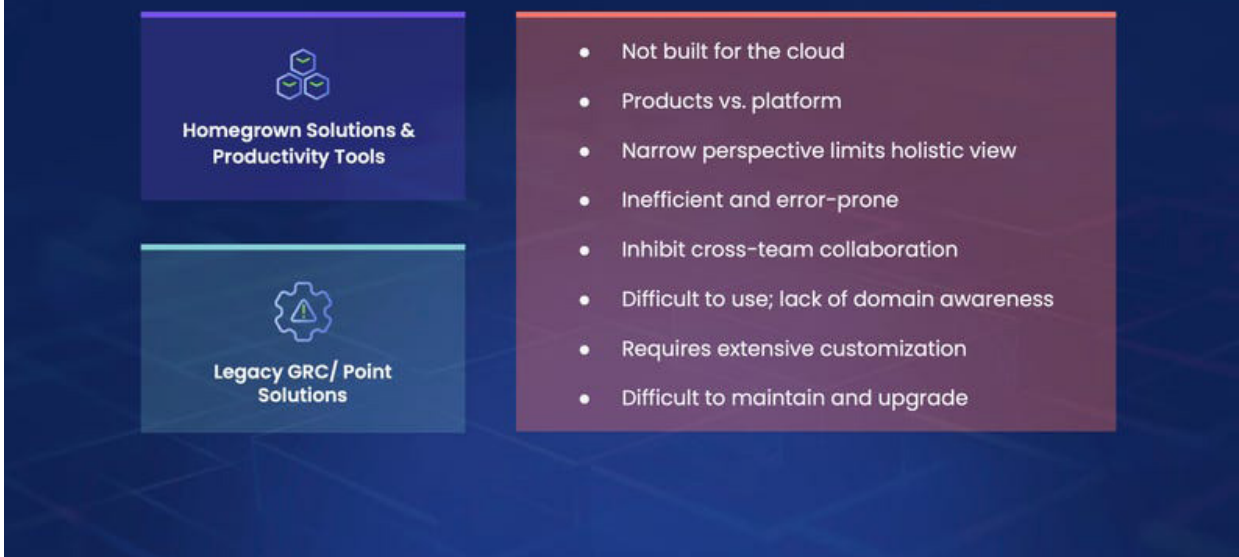 Homegrown Solutions &
Productivity Tools
Legacy GRC/ Point
Solutions
● Not built for the cloud
● Products vs. platform
● Narrow perspective limits holistic view
● Inefficient and error-prone
● Inhibit cross-team collaboration
● Difficult to use; lack of domain awareness
● Requires extensive customization
● Difficult to maintain and upgrade